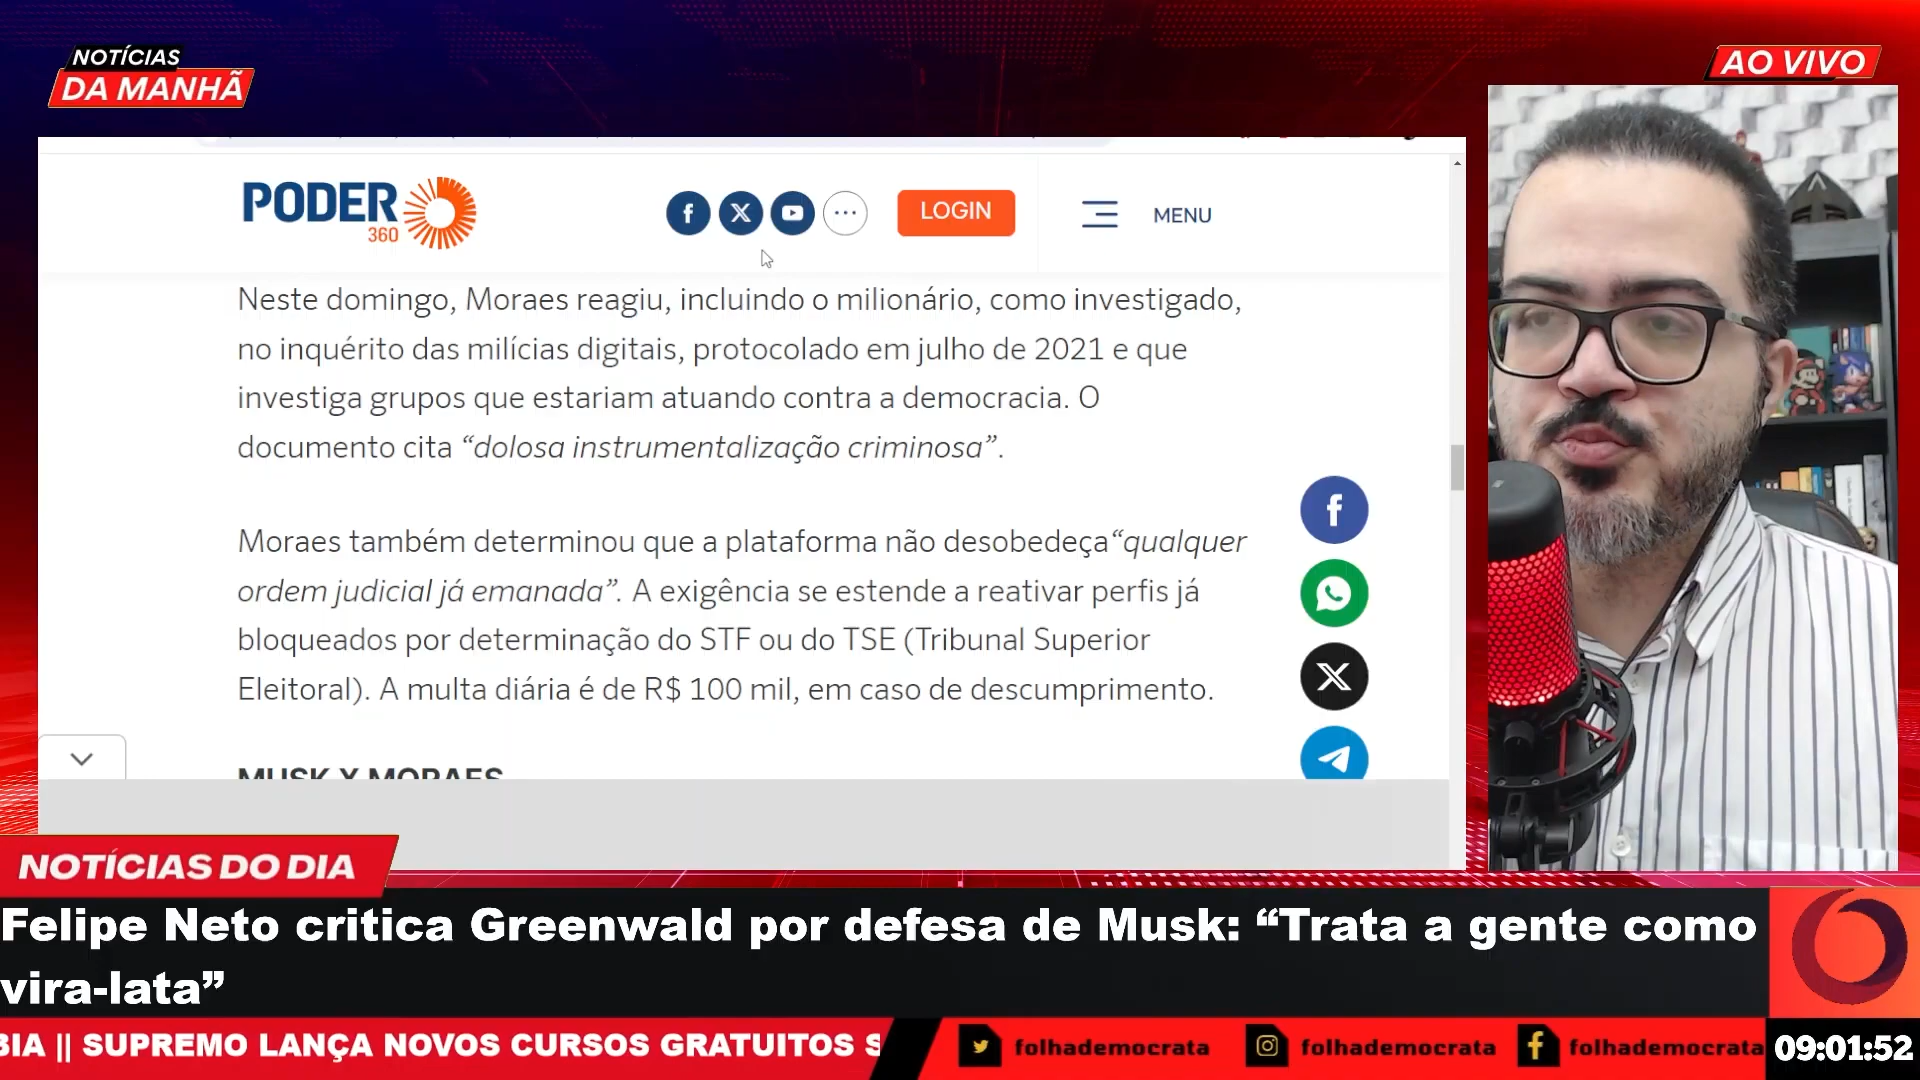 NOTÍCIAS
DA MANHÃ
AO VIVO
PODER
360
LOGIN
MENU
Neste domingo, Moraes reagiu, incluindo o milionário, como investigado,
no inquérito das milícias digitais, protocolado em julho de 2021 e que
investiga grupos que estariam atuando contra a democracia. O
documento cita “dolosa instrumentalização criminosa”.
Moraes também determinou que a plataforma não desobedeça“qualquer
ordem judicial já emanada”. A exigência se estende a reativar perfis já
bloqueados por determinação do STF ou do TSE (Tribunal Superior
Eleitoral). A multa diária é de R$ 100 mil, em caso de descumprimento.
MUSK X MORAES
NOTÍCIAS DO DIA
Felipe Neto critica Greenwald por defesa de Musk: “Trata a gente como
vira-lata”
BIA || SUPREMO LANÇA NOVOS CURSOS GRATUITOS S
folhademocrata
folhademocrata
folhademocrata
09:01:52